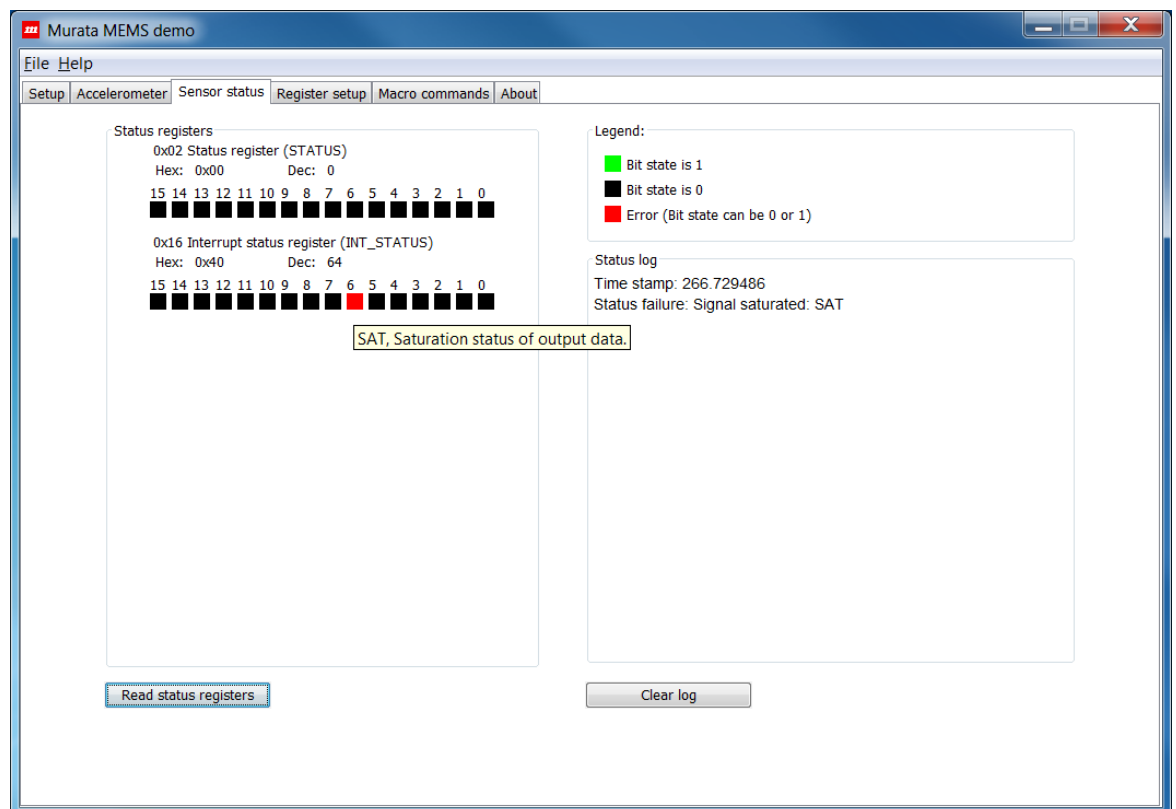 Murata MEMS demo
File Help
Setup Accelerometer Sensor status Register setup Macro commands About
Status registers
0x02 Status register (STATUS)
Hex: 0x00 Dec: 0
15 14 13 12 11 10 9 8 7 6 5 4 3 2 1 0
0x16 Interrupt status register (INT_STATUS)
Hex: 0x40 Dec: 64
15 14 13 12 11 10 9 8 7 6 5 4 3 2 1 0
SAT, Saturation status of output data.
Read status registers
Legend:
Bit state is 1
Bit state is 0
Error (Bit state can be 0 or 1)
Status log
Time stamp: 266.729486
Status failure: Signal saturated: SAT
Clear log